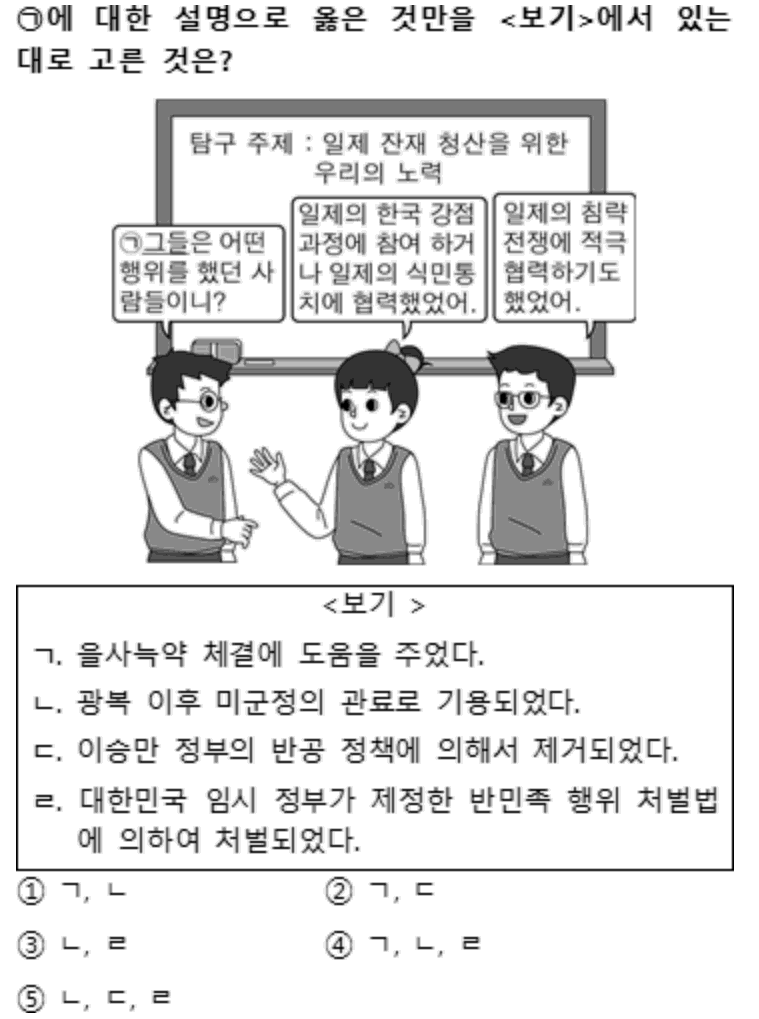 ㉠에 대한 설명으로 옳은 것만을 <보기>에서 있는
대로 고른 것은?
탐구 주제 : 일제 잔재 청산을 위한
우리의 노력
㉠그들은 어떤
행위를 했던 사
람들이니?
일제의 한국 강점
과정에 참여 하거
나 일제의 식민통
치에 협력했었어.
일제의 침략
전쟁에 적극
협력하기도
했었어.
<보기 >
ㄱ. 을사늑약 체결에 도움을 주었다.
ㄴ. 광복 이후 미군정의 관료로 기용되었다.
ㄷ. 이승만 정부의 반공 정책에 의해서 제거되었다.
ㄹ. 대한민국 임시 정부가 제정한 반민족 행위 처벌법
에 의하여 처벌되었다.
① ㄱ, ㄴ ② ㄱ, ㄷ
③ ㄴ, ㄹ ④ ㄱ, ㄴ, ㄹ
⑤ ㄴ, ㄷ, ㄹ